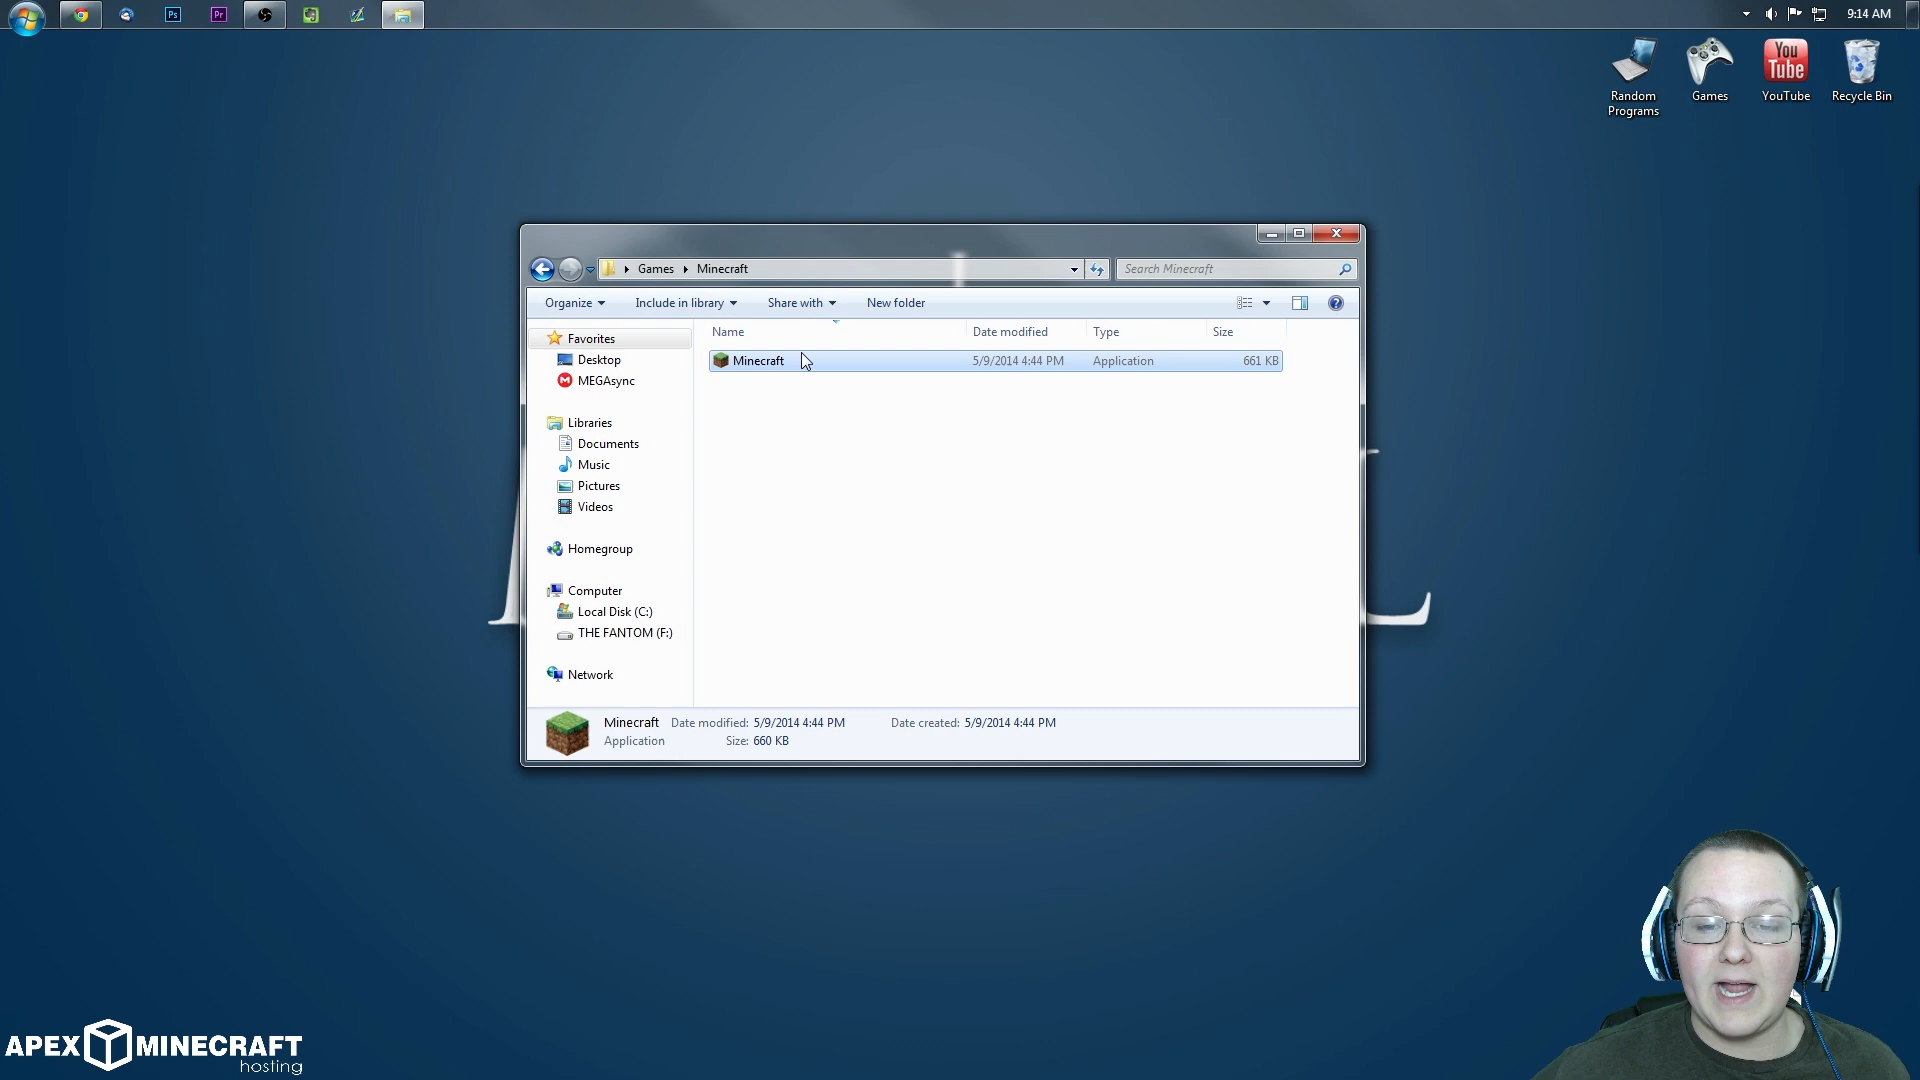 Ps
Pr
9:14 AM
Random
Programs
Games
You
Tube
YouTube
Recycle Bin
Games
Minecraft
Search Minecraft
Organize
Include in library
Share with
New folder
Name
Date modified
Type
Size
Favorites
Desktop
MEGAsync
Libraries
Documents
Music
Pictures
Videos
Homegroup
Computer
Local Disk (C:)
THE FANTOM (F:)
Network
Minecraft 5/9/2014 4:44 PM Application 661 KB
Minecraft Date modified: 5/9/2014 4:44 PM Date created: 5/9/2014 4:44 PM
Application Size: 660 KB
APEX MINECRAFT
hosting